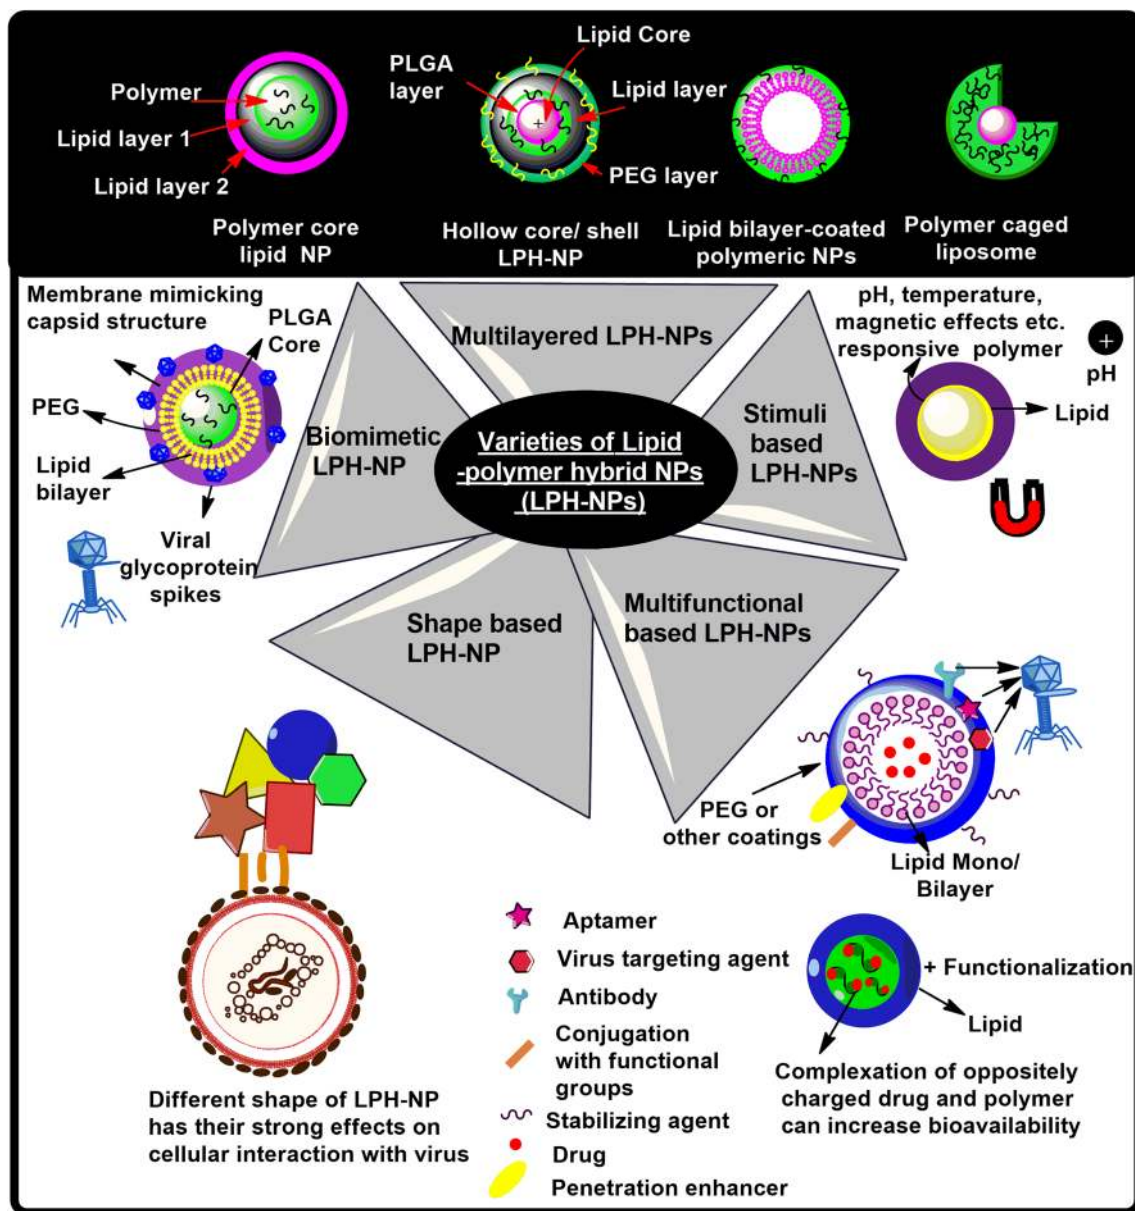 Polymer
Lipid layer 1
Lipid layer 2
Polymer core
lipid NP
PLGA
layer
Lipid Core
Lipid layer
PEG layer
Hollow core/ shell
LPH-NP
Lipid bilayer-coated
polymeric NPs
Polymer caged
liposome
Membrane mimicking
capsid structure
PLGA
Core
PEG
Lipid
bilayer
Viral
glycoprotein
spikes
Biomimetic
LPH-NP
Multilayered LPH-NPs
Stimuli
based
LPH-NPs
Varieties of Lipid
-polymer hybrid NPs
(LPH-NPs)
Shape based
LPH-NP
Multifunctional
based LPH-NPs
pH, temperature,
magnetic effects etc.
responsive polymer
+
pH
Lipid
PEG or
other coatings
Lipid Mono/
Bilayer
Different shape of LPH-NP
has their strong effects on
cellular interaction with virus
Aptamer
Virus targeting agent
Antibody
Conjugation
with functional
groups
Stabilizing agent
Drug
Penetration enhancer
+ Functionalization
Lipid
Complexation of oppositely
charged drug and polymer
can increase bioavailability